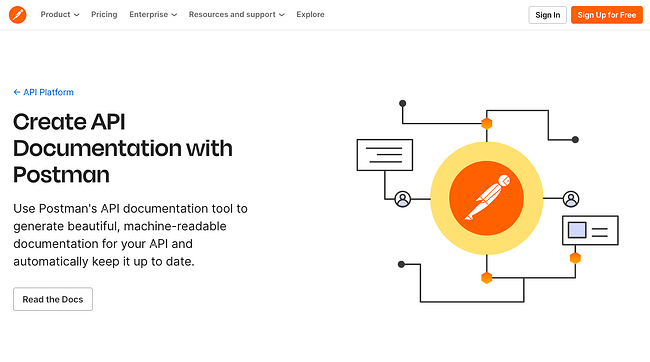 Product
Pricing
Enterprise
Resources and support
Explore
Sign In
Sign Up for Free
← API Platform
Create API
Documentation with
Postman
Use Postman's API documentation tool to
generate beautiful, machine-readable
documentation for your API and
automatically keep it up to date.
Read the Docs